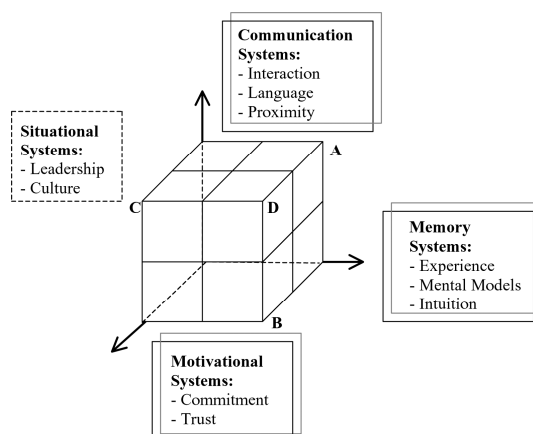 Communication
Systems:
- Interaction
- Language
- Proximity
Situational
Systems:
- Leadership
- Culture
A
C
D
Memory
Systems:
- Experience
- Mental Models
- Intuition
B
Motivational
Systems:
- Commitment
- Trust